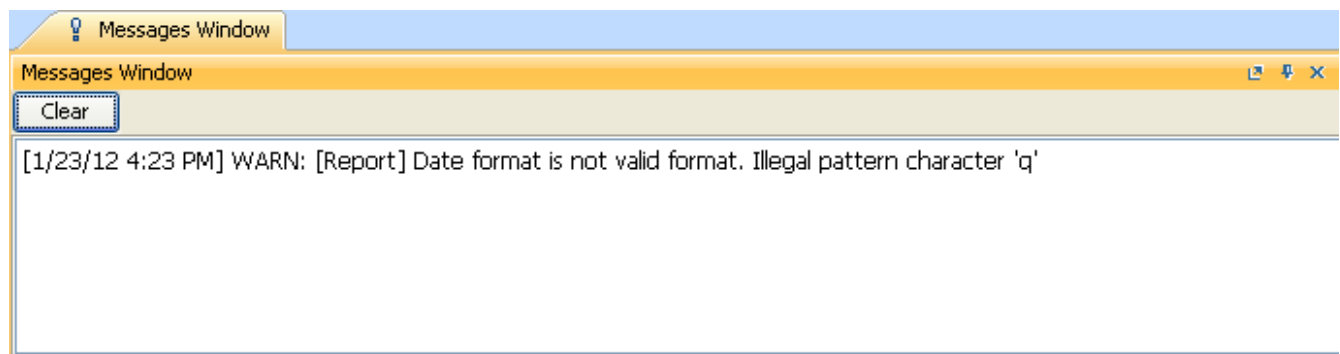 Messages Window
Messages Window
Clear
[1/23/12 4:23 PM] WARN: [Report] Date format is not valid format. Illegal pattern character 'q'